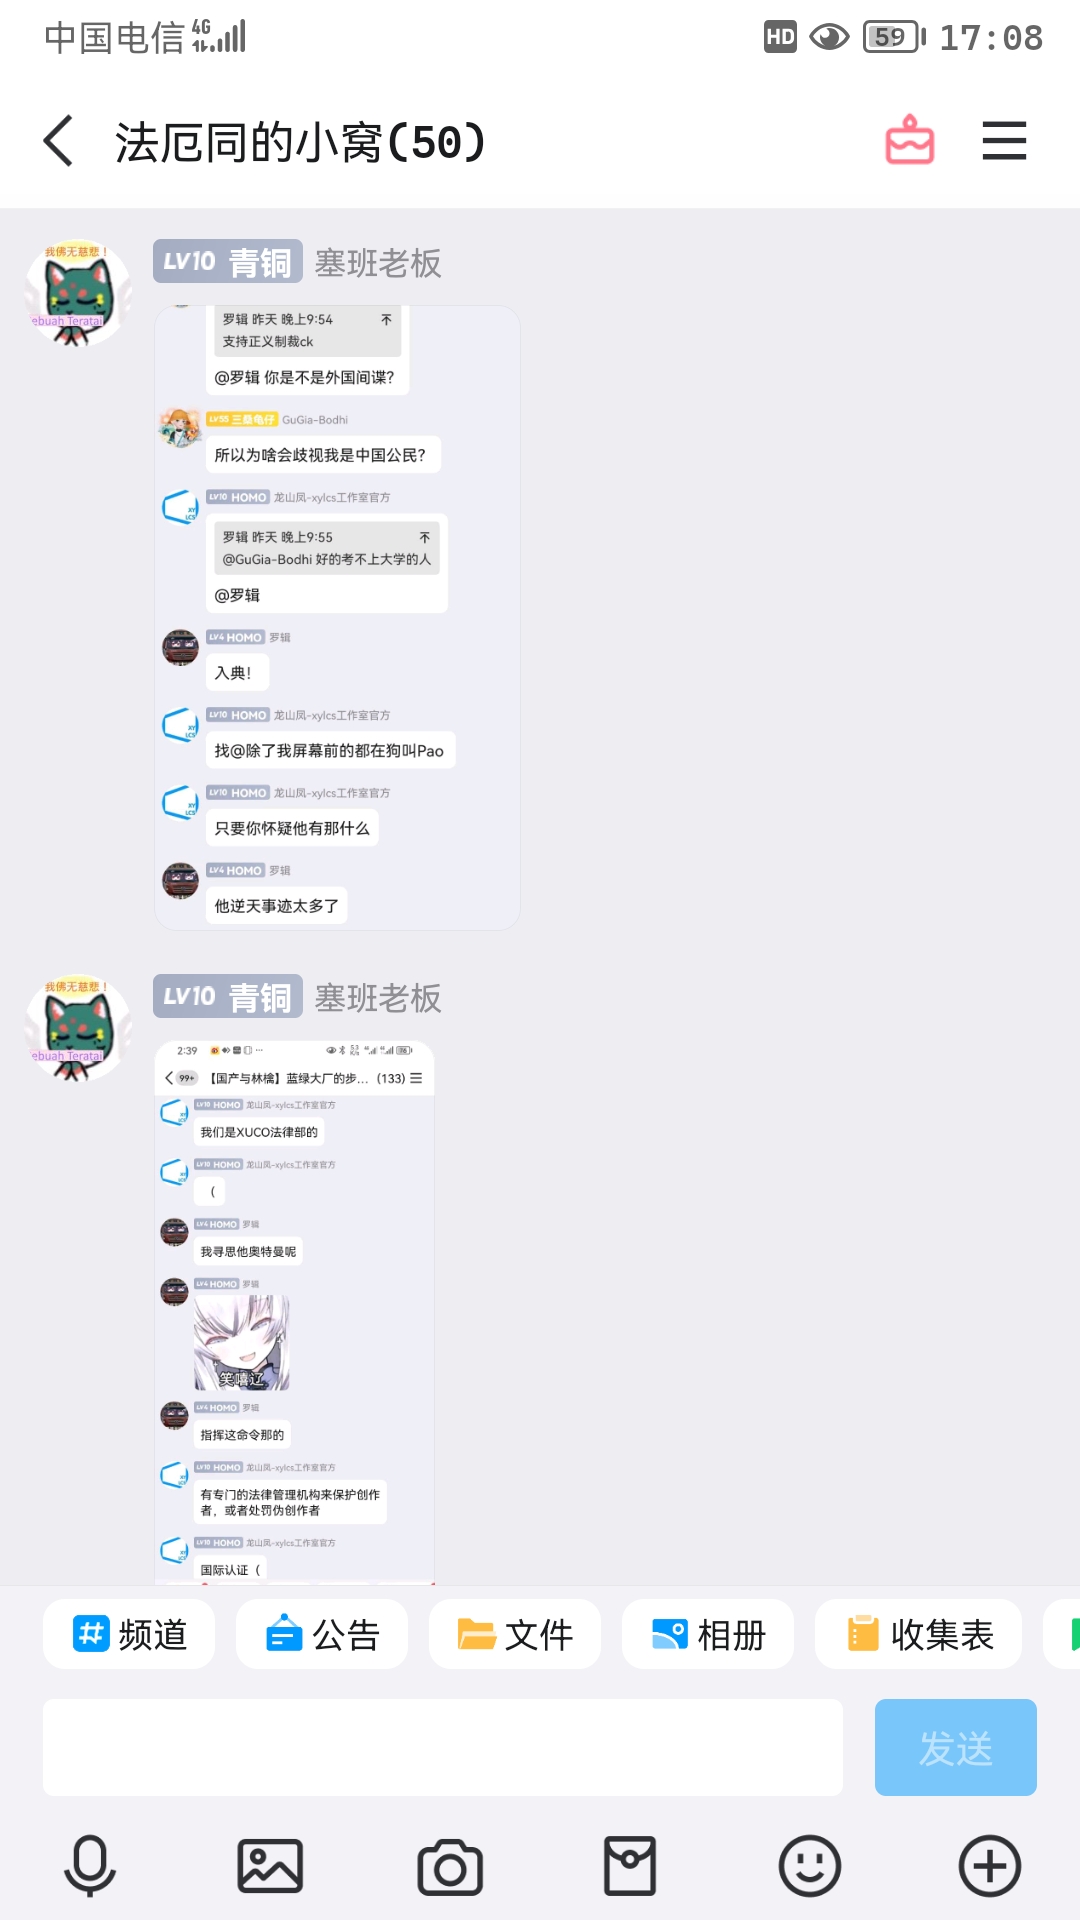 中国电信 4G HD 59 17:08
法厄同的小窝(50)
我佛无慈悲！
ebuah Teratai
LV10 青铜 塞班老板
罗辑 昨天 晚上9:54
支持正义制裁ck
@罗辑 你是不是外国间谍?
LV55 三蔡龟仔 GuGia-Bodhi
所以为啥会歧视我是中国公民?
LV10 HOMO 龙山凤-xylcs工作室官方
XY
LCS
罗辑 昨天 晚上9:55
@GuGia-Bodhi 好的考不上大学的人
@罗辑
LV4 HOMO 罗辑
入典！
LV10 HOMO 龙山凤-xylcs工作室官方
XY
LCS
找@除了我屏幕前的都在狗叫Pao
LV10 HOMO 龙山凤-xylcs工作室官方
XY
LCS
只要你怀疑他有那什么
LV4 HOMO 罗辑
他逆天事迹太多了
我佛无慈悲！
ebuah Teratai
LV10 青铜 塞班老板
2:39
99+ 【国产与林檎】蓝绿大厂的步... (133)
LV10 HOMO 龙山凤-xylcs工作室官方
我们是XUCO法律部的
LV10 HOMO 龙山凤-xylcs工作室官方
（
LV4 HOMO 罗辑
我寻思他奥特曼呢
LV4 HOMO 罗辑
笑嘻了
LV4 HOMO 罗辑
指挥这命令那的
LV10 HOMO 龙山凤-xylcs工作室官方
有专门的法律管理机构来保护创作
者，或者处罚伪创作者
LV10 HOMO 龙山凤-xylcs工作室官方
国际认证（
频道 公告 文件 相册 收集表
发送